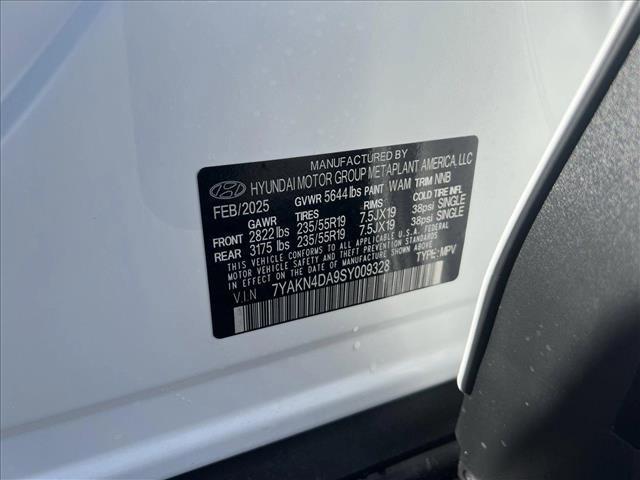 MANUFACTURED BY
HYUNDAI MOTOR GROUP METAPLANT AMERICA, LLC
FEB/2025 GVWR 5644 lbs PAINT WAM TRIM NNB
GAWR TIRES RIMS COLD TIRE INFL.
FRONT 2822 lbs 235/55R19 7.5JX19 38psi SINGLE
REAR 3175 lbs 235/55R19 7.5JX19 38psi SINGLE
THIS VEHICLE CONFORMS TO ALL APPLICABLE U.S.A. FEDERAL
MOTOR VEHICLE SAFETY STANDARDS IN EFFECT ON THE DATE OF
MANUFACTURE SHOWN ABOVE.
V.I.N 7YAKN4DA9SY009328 TYPE: MPV